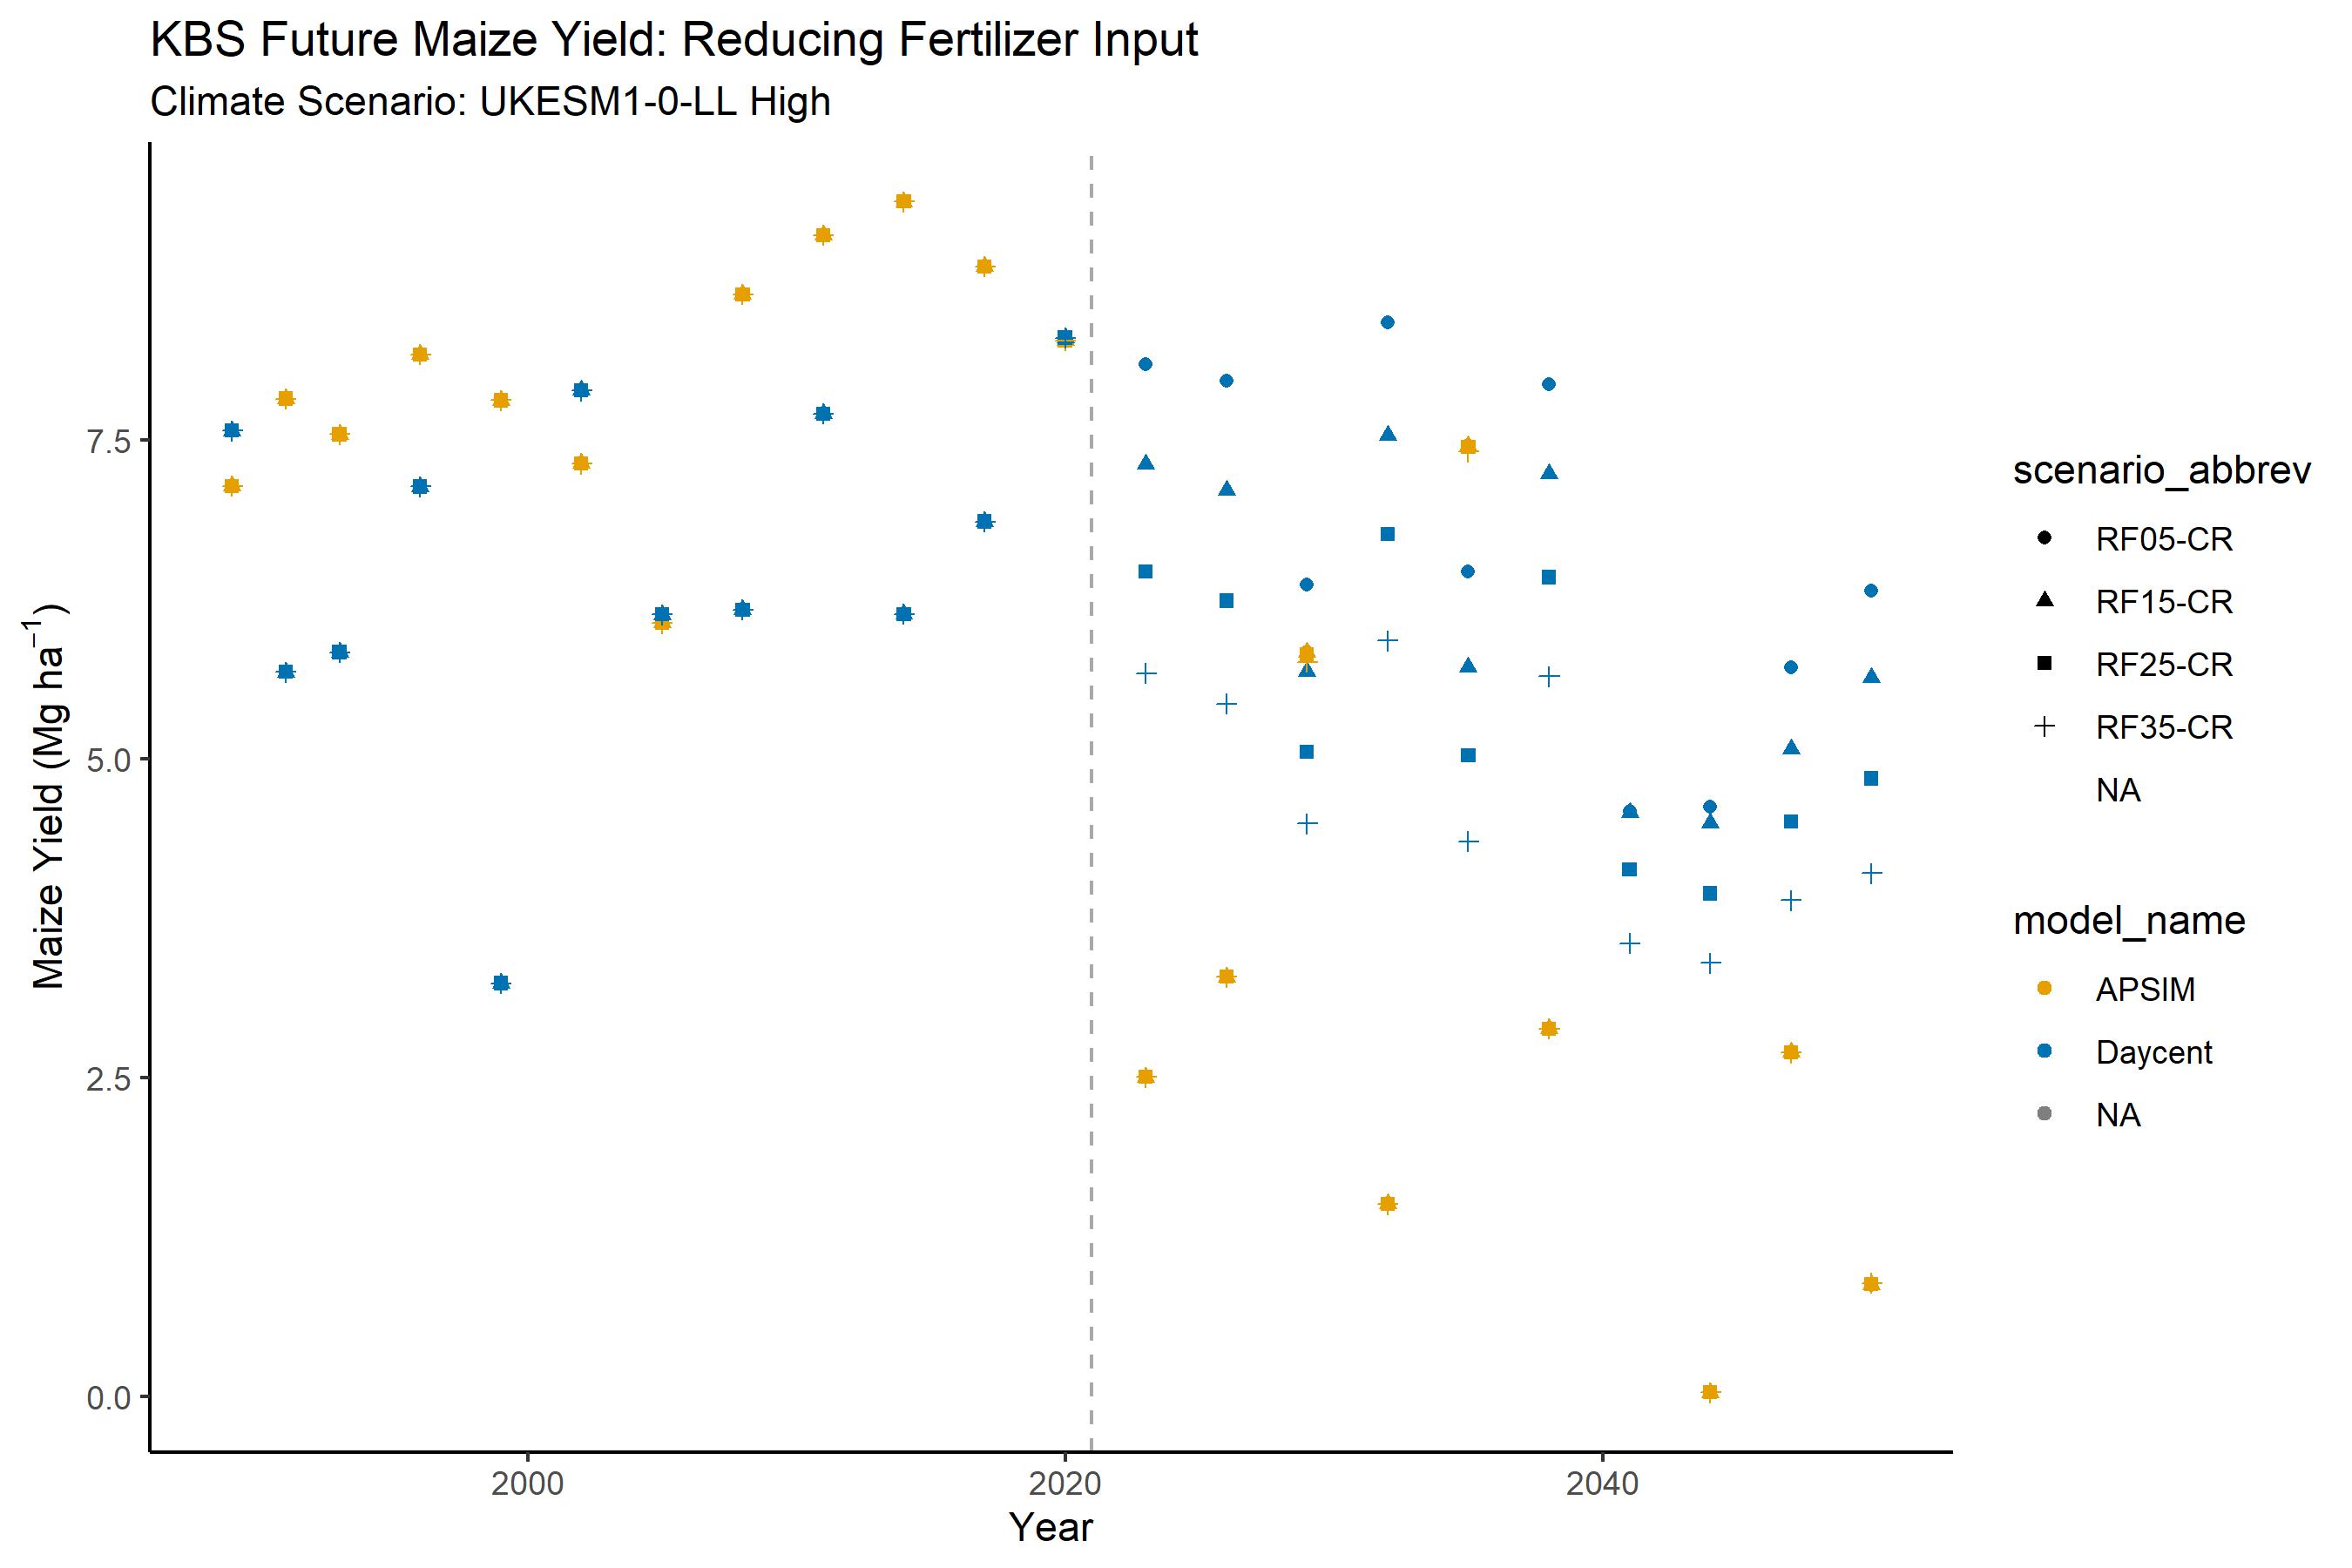 KBS Future Maize Yield: Reducing Fertilizer Input
Climate Scenario: UKESM1-0-LL High
Maize Yield (Mg ha⁻¹)
7.5
5.0
2.5
0.0
2000
2020
2040
Year
scenario_abbrev
RF05-CR
RF15-CR
RF25-CR
RF35-CR
NA
model_name
APSIM
Daycent
NA